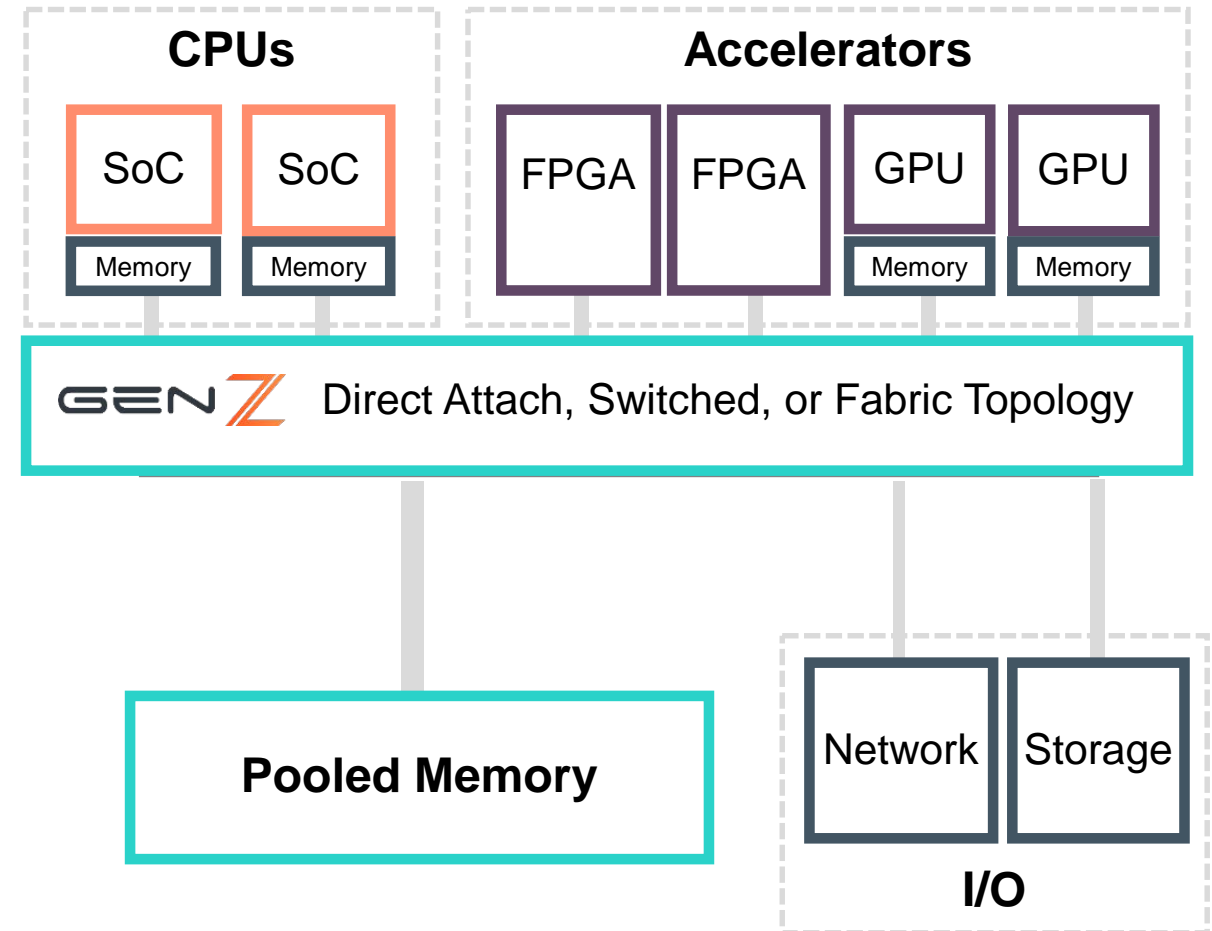 CPUs
Accelerators
SoC
SoC
FPGA
FPGA
GPU
GPU
Memory
Memory
Memory
Memory
GEN Z Direct Attach, Switched, or Fabric Topology
Pooled Memory
Network
Storage
I/O